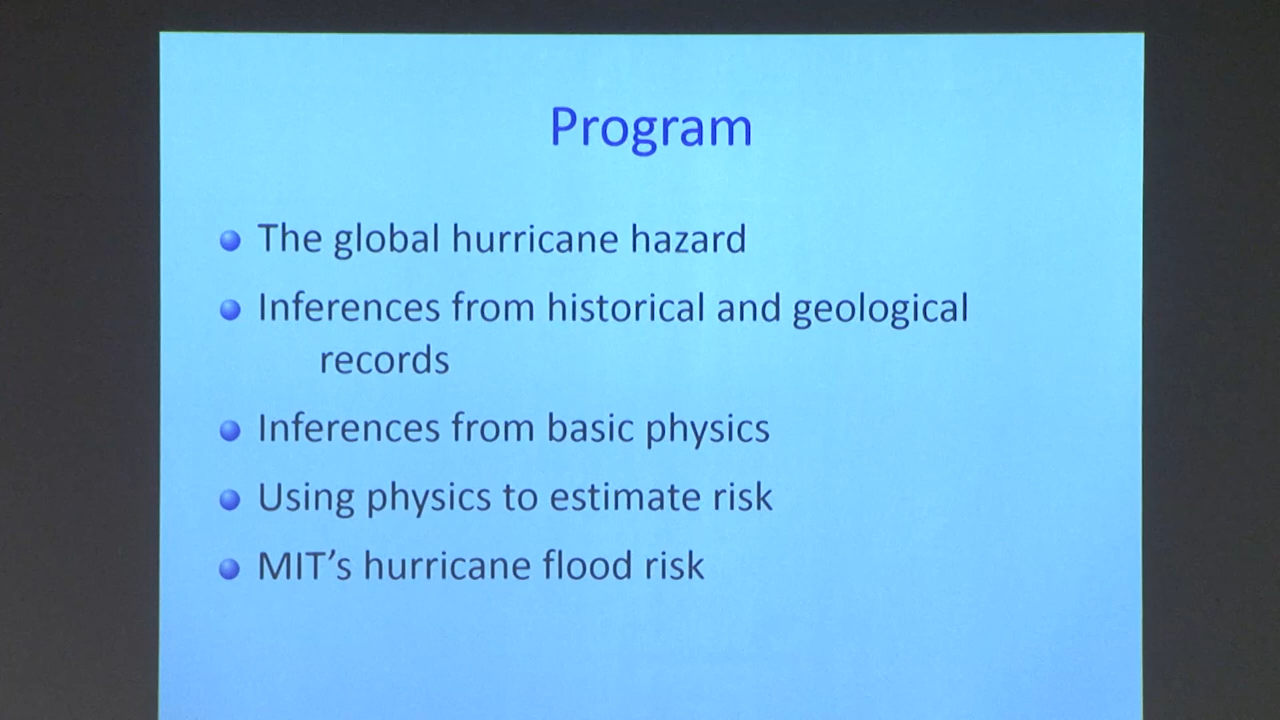 Program
The global hurricane hazard
Inferences from historical and geological
records
Inferences from basic physics
Using physics to estimate risk
MIT’s hurricane flood risk